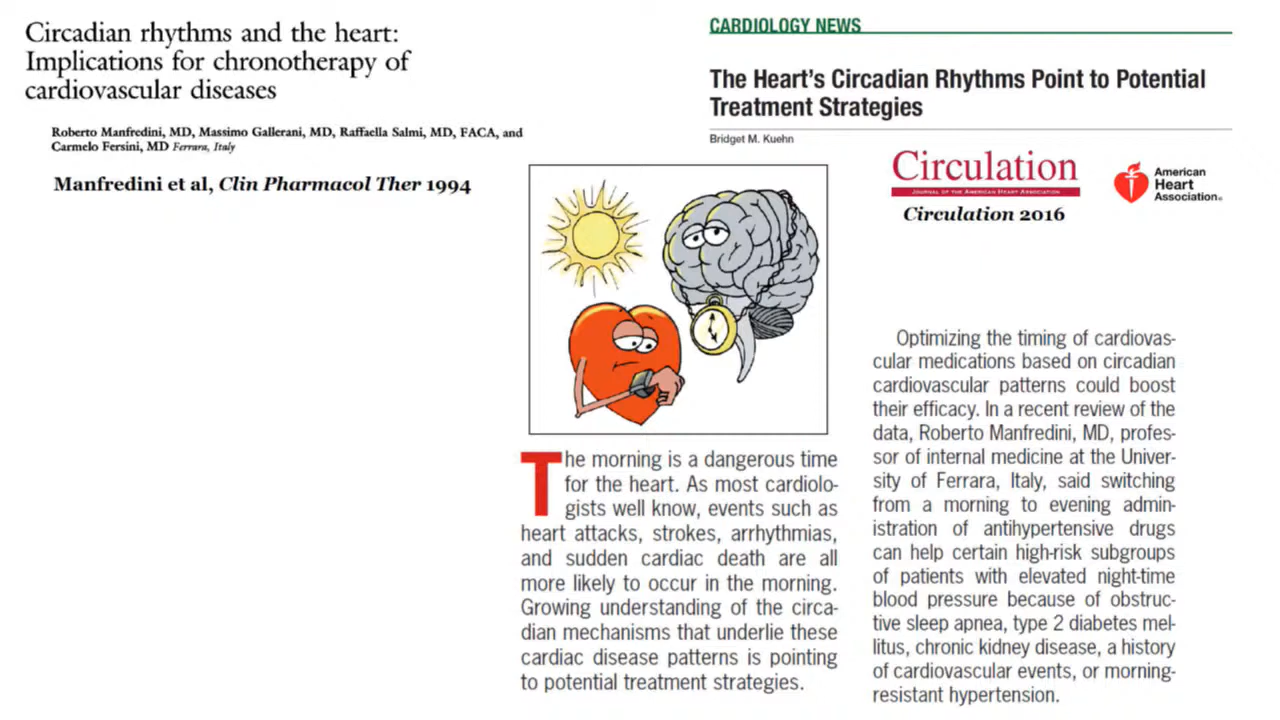 Circadian rhythms and the heart:
Implications for chronotherapy of
cardiovascular diseases
Roberto Manfredini, MD, Massimo Gallerani, MD, Raffaella Salmi, MD, FACA, and
Carmelo Fersini, MD Ferrara, Italy
Manfredini et al, Clin Pharmacol Ther 1994
CARDIOLOGY NEWS
The Heart's Circadian Rhythms Point to Potential
Treatment Strategies
Bridget M. Kuehn
Circulation
JOURNAL OF THE AMERICAN HEART ASSOCIATION
American
Heart
Association®
Circulation 2016
The morning is a dangerous time
for the heart. As most cardiolo-
gists well know, events such as
heart attacks, strokes, arrhythmias,
and sudden cardiac death are all
more likely to occur in the morning.
Growing understanding of the circa-
dian mechanisms that underlie these
cardiac disease patterns is pointing
to potential treatment strategies.
Optimizing the timing of cardiovas-
cular medications based on circadian
cardiovascular patterns could boost
their efficacy. In a recent review of the
data, Roberto Manfredini, MD, profes-
sor of internal medicine at the Univer-
sity of Ferrara, Italy, said switching
from a morning to evening admin-
istration of antihypertensive drugs
can help certain high-risk subgroups
of patients with elevated night-time
blood pressure because of obstruc-
tive sleep apnea, type 2 diabetes mel-
litus, chronic kidney disease, a history
of cardiovascular events, or morning-
resistant hypertension.